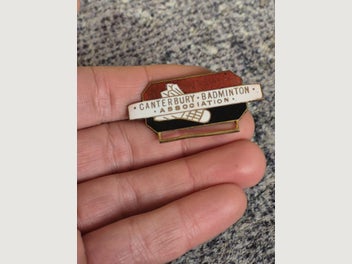 · CANTERBURY · BADMINTON ·
· ASSOCIATION ·